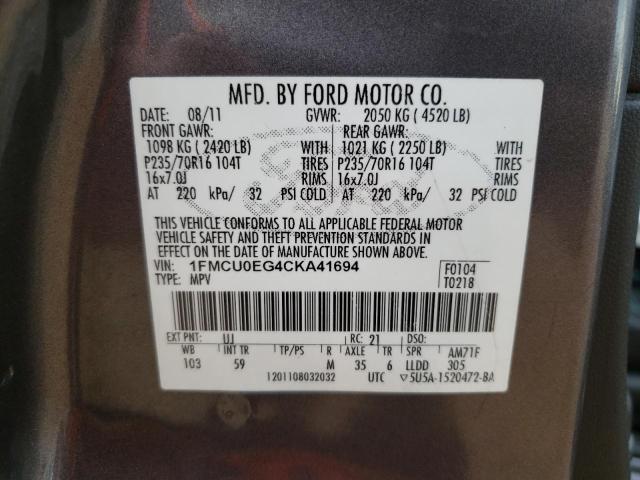 MFD. BY FORD MOTOR CO.
DATE: 08/11 GVWR: 2050 KG ( 4520 LB)
FRONT GAWR: REAR GAWR:
1098 KG ( 2420 LB) WITH 1021 KG ( 2250 LB) WITH
P235/70R16 104T TIRES P235/70R16 104T TIRES
16x7.0J RIMS 16x7.0J RIMS
AT 220 kPa/ 32 PSI COLD AT 220 kPa/ 32 PSI COLD
THIS VEHICLE CONFORMS TO ALL APPLICABLE FEDERAL MOTOR
VEHICLE SAFETY AND THEFT PREVENTION STANDARDS IN
EFFECT ON THE DATE OF MANUFACTURE SHOWN ABOVE.
VIN: 1FMCU0EG4CKA41694 F0104
TYPE: MPV T0218
EXT PNT: UJ RC: 21 DSO:
WB INT TR TP/PS R AXLE TR SPR AM71F
103 59 M 35 6 LLDD 305
1201108032032 UTC ▽5U5A-1520472-BA